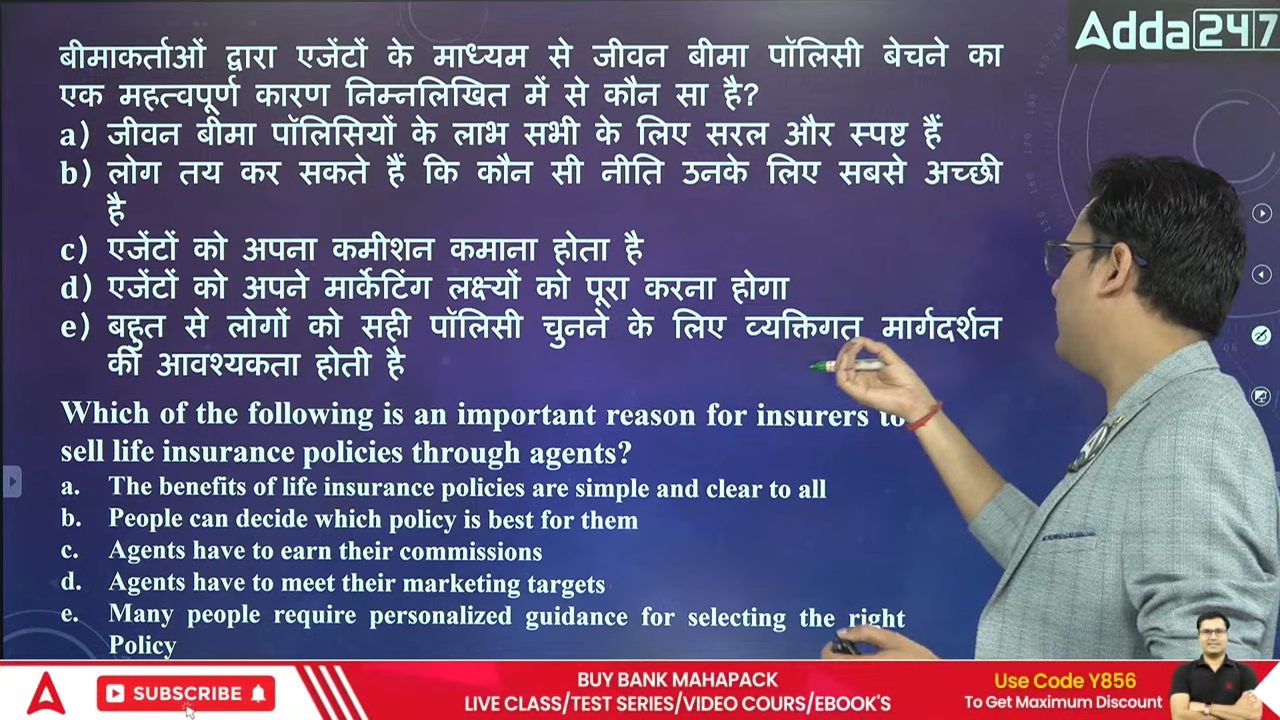 Adda247
बीमाकर्ताओं द्वारा एजेंटों के माध्यम से जीवन बीमा पॉलिसी बेचने का
एक महत्वपूर्ण कारण निम्नलिखित में से कौन सा है?
a) जीवन बीमा पॉलिसियों के लाभ सभी के लिए सरल और स्पष्ट हैं
b) लोग तय कर सकते हैं कि कौन सी नीति उनके लिए सबसे अच्छी
है
c) एजेंटों को अपना कमीशन कमाना होता है
d) एजेंटों को अपने मार्केटिंग लक्ष्यों को पूरा करना होगा
e) बहुत से लोगों को सही पॉलिसी चुनने के लिए व्यक्तिगत मार्गदर्शन
की आवश्यकता होती है
Which of the following is an important reason for insurers to
sell life insurance policies through agents?
a. The benefits of life insurance policies are simple and clear to all
b. People can decide which policy is best for them
c. Agents have to earn their commissions
d. Agents have to meet their marketing targets
e. Many people require personalized guidance for selecting the right
Policy
SUBSCRIBE
BUY BANK MAHAPACK
LIVE CLASS/TEST SERIES/VIDEO COURS/EBOOK'S
Use Code Y856
To Get Maximum Discount